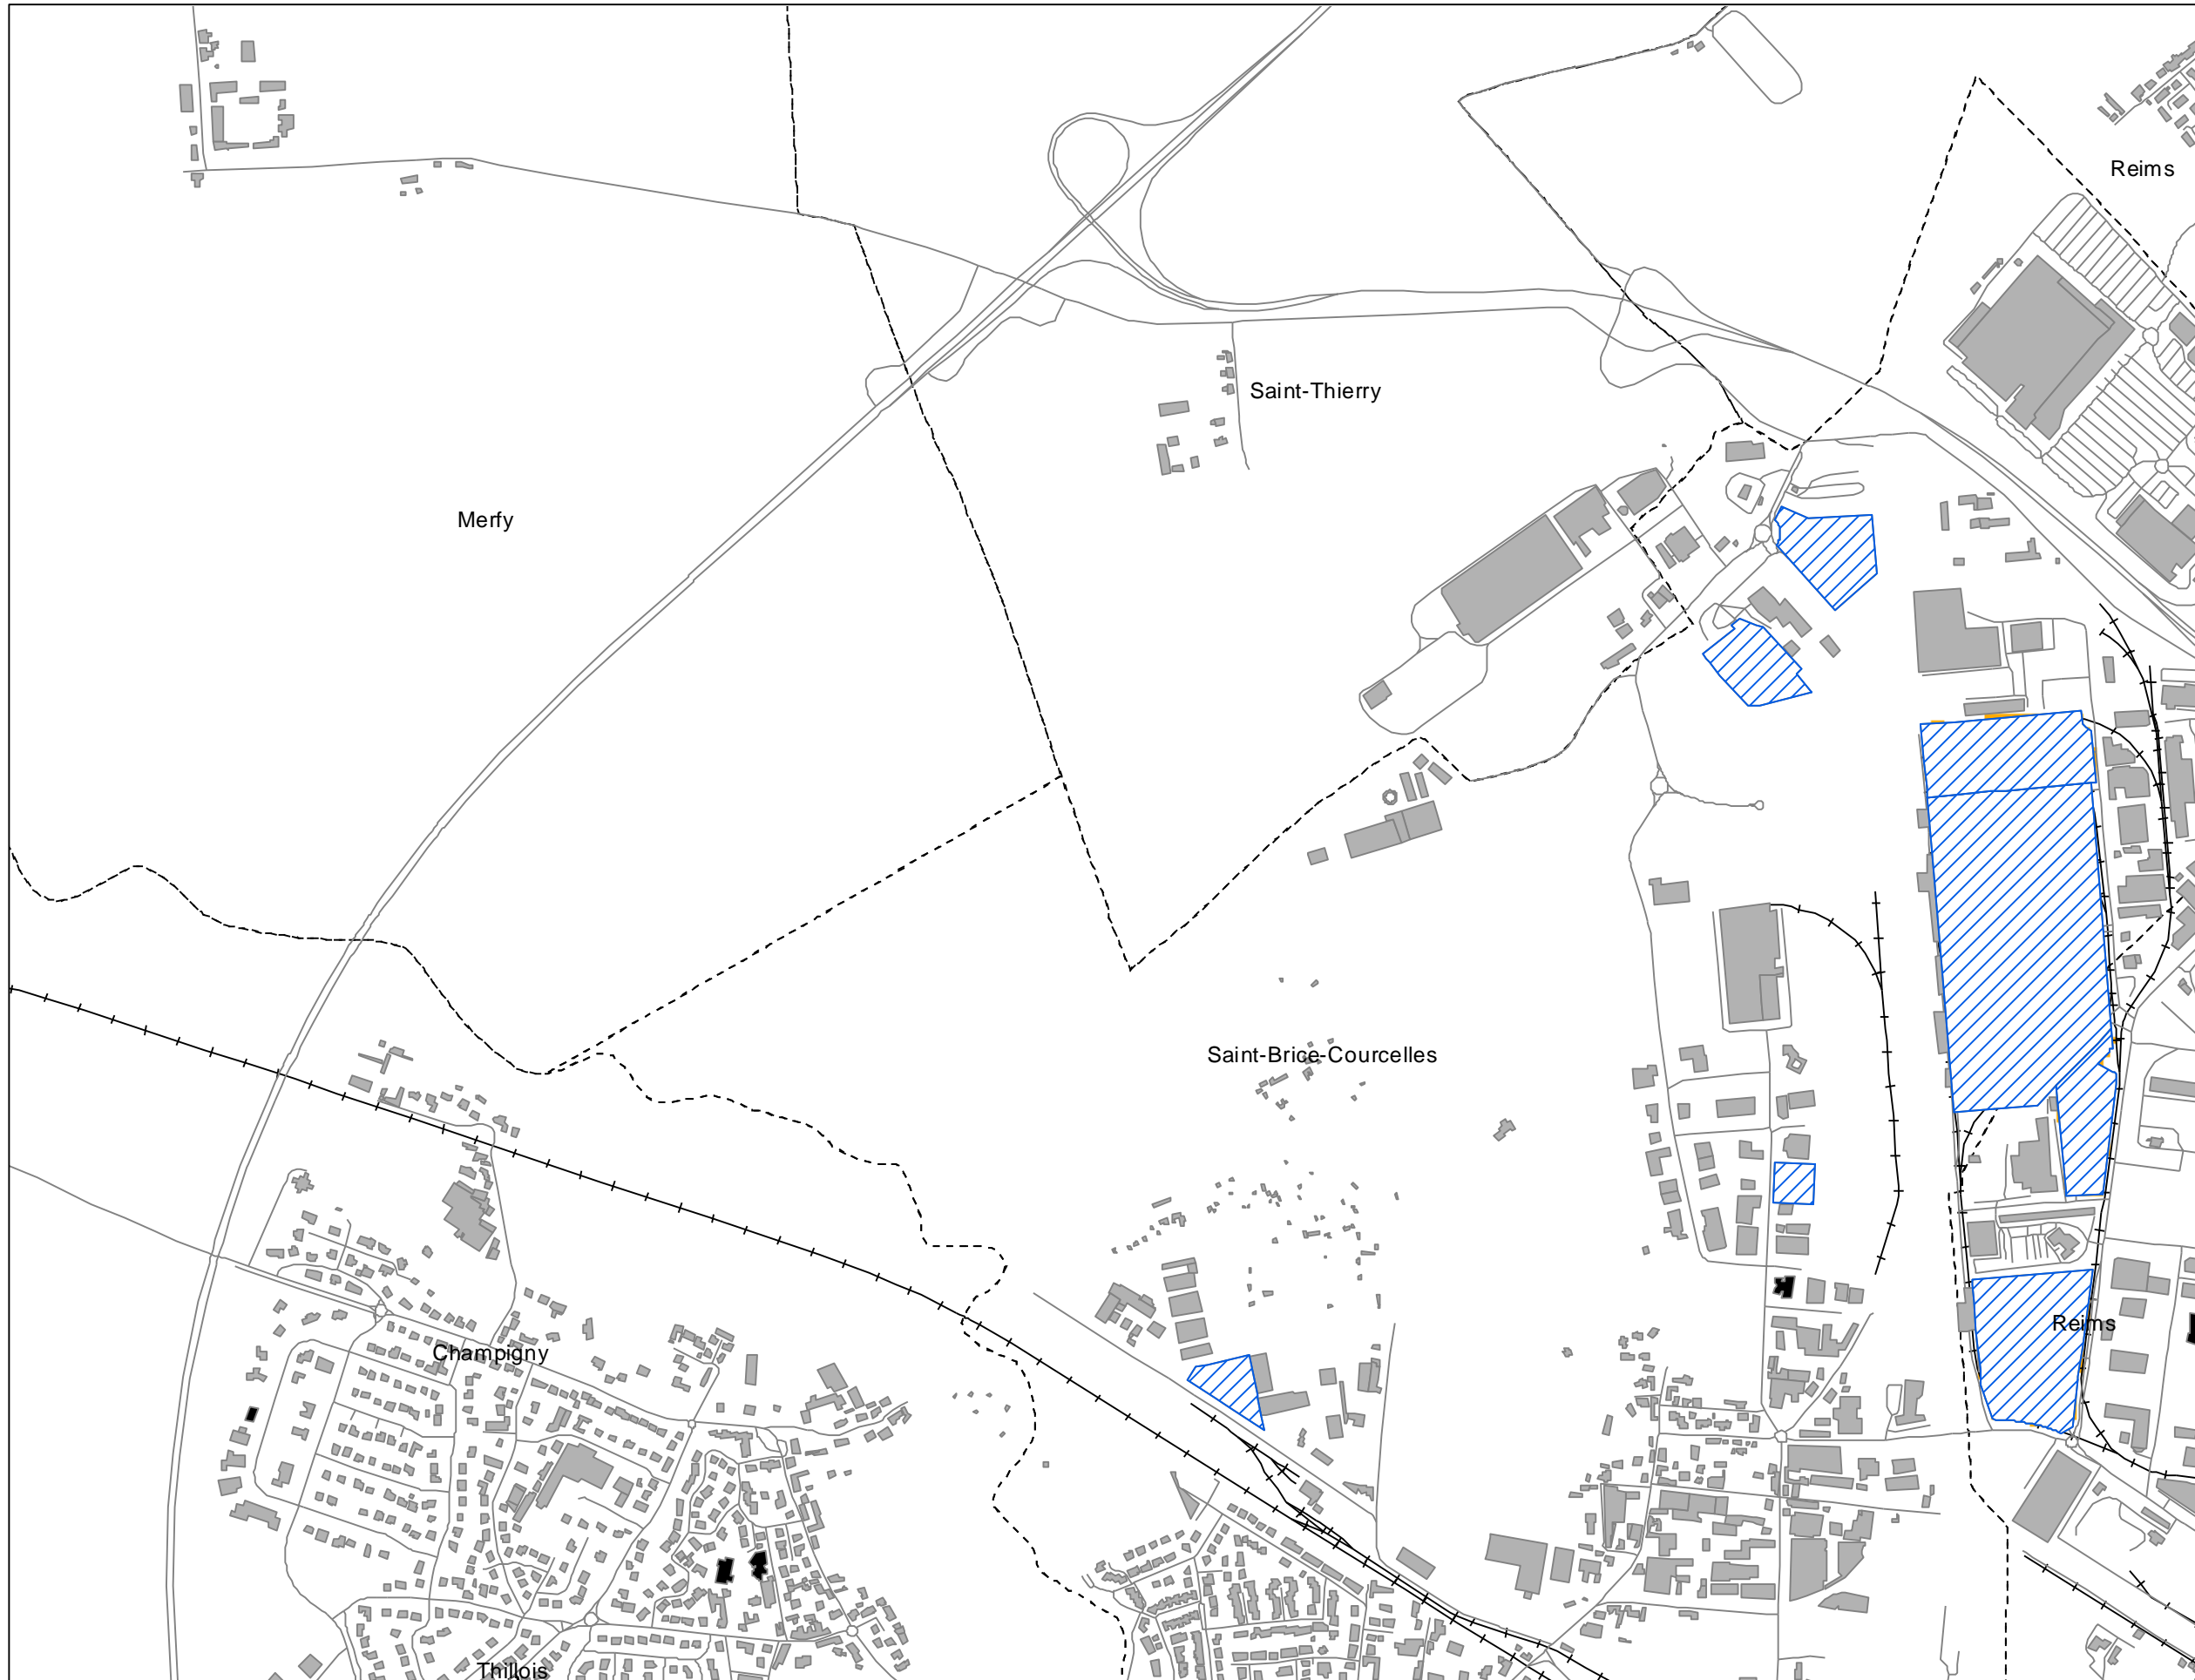 Reims
Saint-Thierry
Merfy
Saint-Brice-Courcelles
Reims
Champigny
Thillois